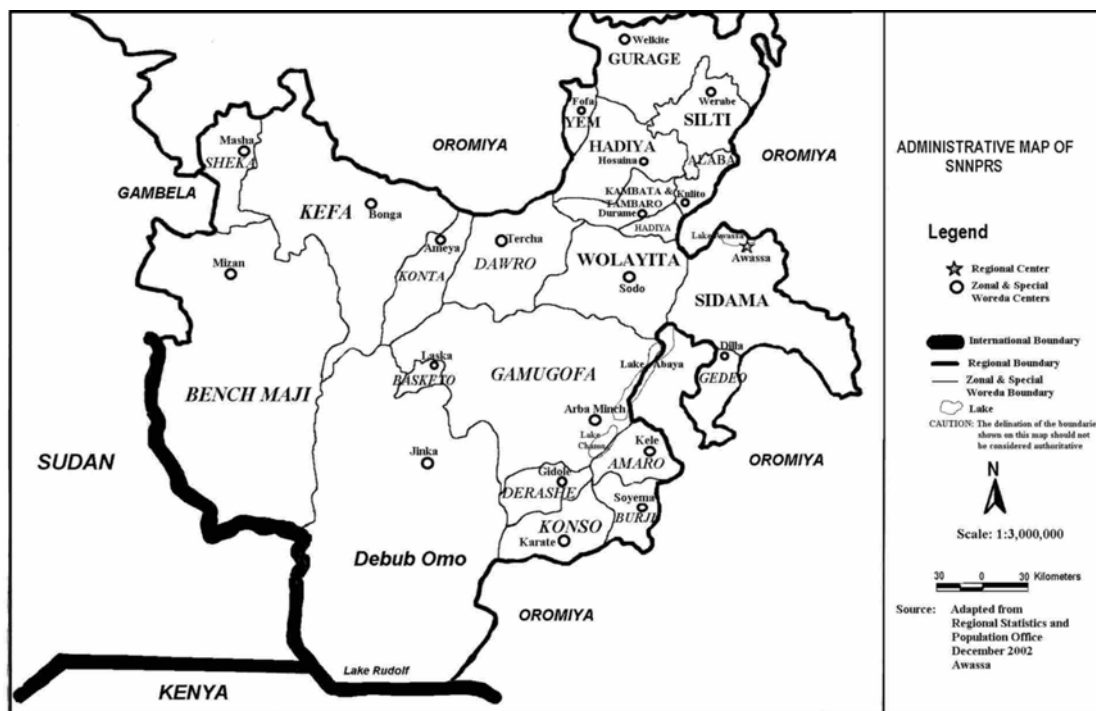 Welkite
GURAGE
Fofa
YEM
Werabe
SILTI
HADIYA
Hosaina
ALABA
Masha
SHEKA
OROMIYA
OROMIYA
GAMBELA
KAMBATA &
TAMBARO
Durame
Kulito
HADIYA
KEFA
Bonga
Ameya
KONTA
Tercha
DAWRO
WOLAYITA
Sodo
Lake Awassa
Awassa
SIDAMA
Mizan
Laska
BASKETO
BENCH MAJI
GAMUGOFA
Lake Abaya
Dilla
GEDEO
Arba Minch
Lake
Chamo
Kele
AMARO
OROMIYA
SUDAN
Jinka
Gidole
DERASHE
Soyema
BURJI
KONSO
Karate
Debub Omo
OROMIYA
Lake Rudolf
KENYA
ADMINISTRATIVE MAP OF
SNNPRS
Legend
Regional Center
Zonal & Special
Woreda Centers
International Boundary
Regional Boundary
Zonal & Special
Woreda Boundary
Lake
CAUTION: The delination of the boundarie
shown on this map should not
be considered authoritative
N
Scale: 1:3,000,000
30 0 30 Kilometers
Source: Adapted from
Regional Statistics and
Population Office
December 2002
Awassa